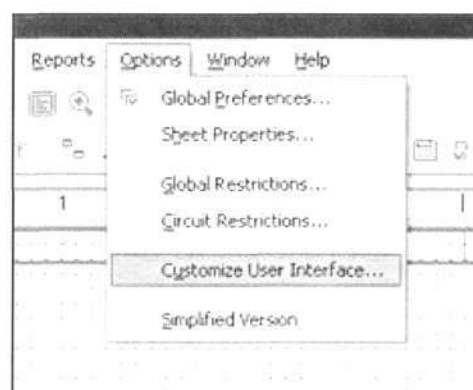 Reports Options Window Help
Global Preferences...
Sheet Properties...
1
Global Restrictions...
Circuit Restrictions...
Customize User Interface...
Simplified Version